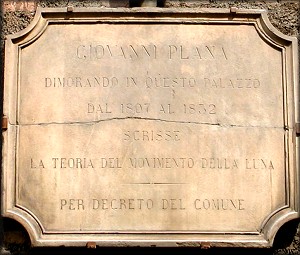 GIOVANNI PLANA
DIMORANDO IN QUESTO PALAZZO
DAL 1807 AL 1832
SCRISSE
LA TEORIA DEL MOVIMENTO DELLA LUNA
PER DECRETO DEL COMUNE